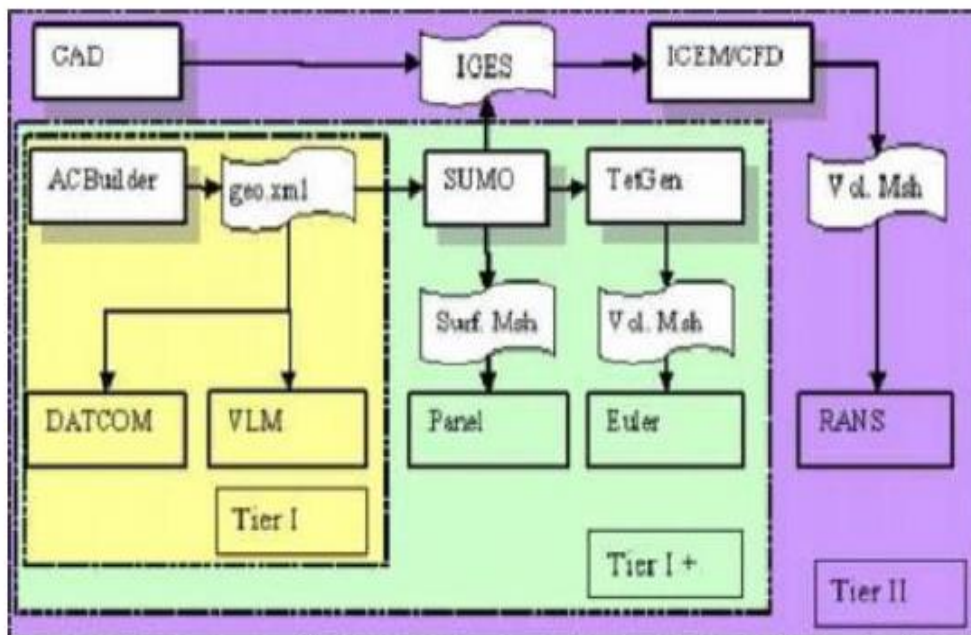 CAD
IGES
ICEM/CFD
ACBuilder
geo.xml
SUMO
TetGen
Vol. Msh
Surf. Msh
Vol. Msh
DATCOM
VLM
Panel
Euler
RANS
Tier I
Tier I +
Tier II